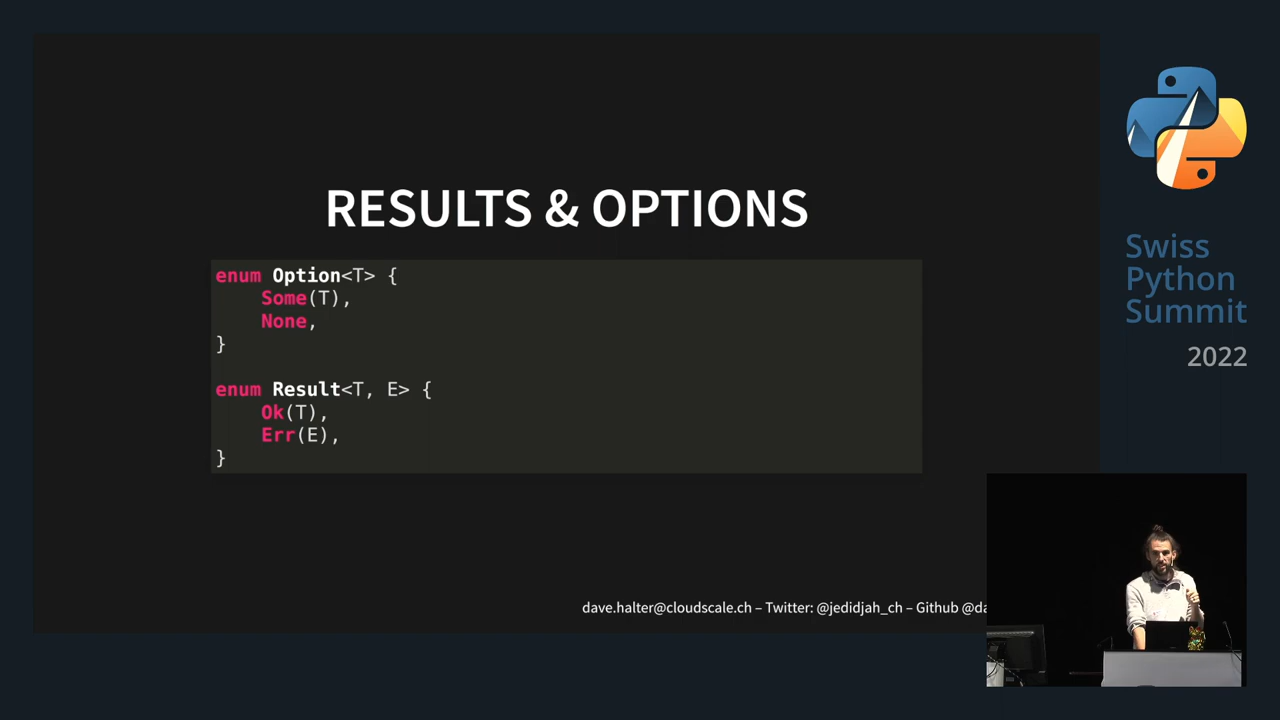 RESULTS & OPTIONS
enum Option<T> {
    Some(T),
    None,
}
enum Result<T, E> {
    Ok(T),
    Err(E),
}
dave.halter@cloudscale.ch – Twitter: @jedidjah_ch – Github @da
Swiss
Python
Summit
2022